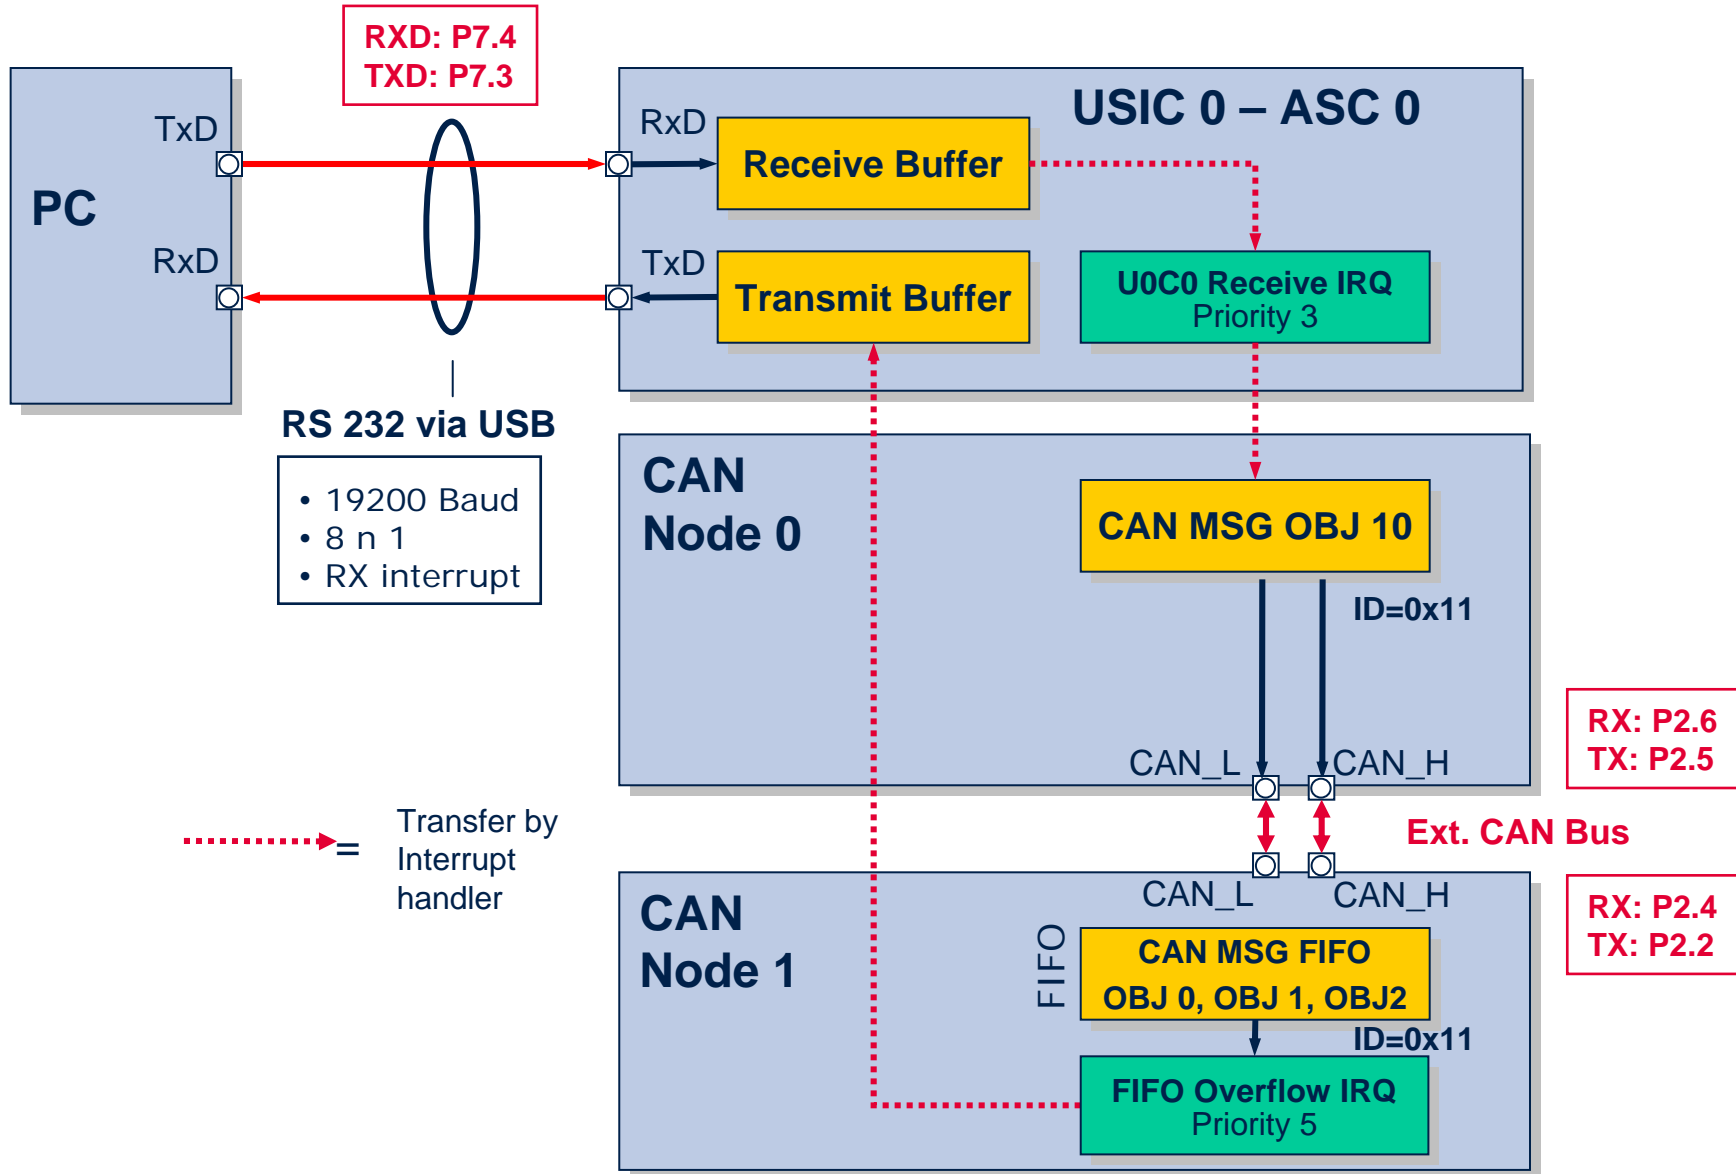 RXD: P7.4
TXD: P7.3
USIC 0 – ASC 0
TxD
RxD
Receive Buffer
PC
RxD
TxD
Transmit Buffer
U0C0 Receive IRQ
Priority 3
RS 232 via USB
• 19200 Baud
• 8 n 1
• RX interrupt
CAN
Node 0
CAN MSG OBJ 10
ID=0x11
CAN_L
CAN_H
RX: P2.6
TX: P2.5
Ext. CAN Bus
=
Transfer by
Interrupt
handler
CAN
Node 1
CAN_L
CAN_H
RX: P2.4
TX: P2.2
FIFO
CAN MSG FIFO
OBJ 0, OBJ 1, OBJ2
ID=0x11
FIFO Overflow IRQ
Priority 5